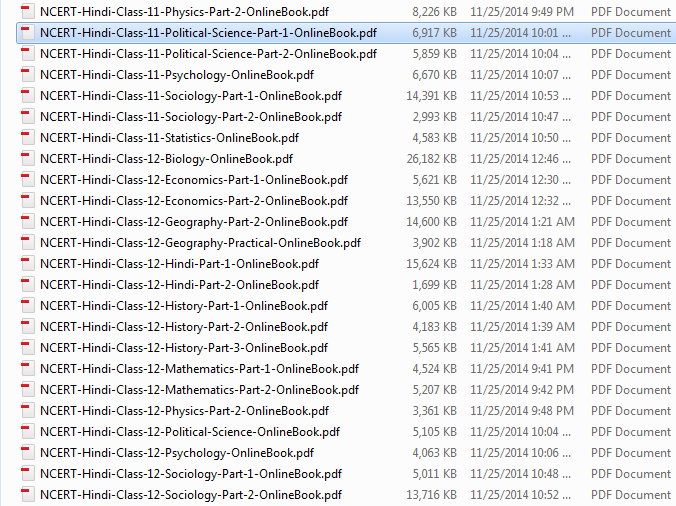 NCERT-Hindi-Class-11-Physics-Part-2-OnlineBook.pdf 8,226 KB 11/25/2014 9:49 PM PDF Document
NCERT-Hindi-Class-11-Political-Science-Part-1-OnlineBook.pdf 6,917 KB 11/25/2014 10:01 ... PDF Document
NCERT-Hindi-Class-11-Political-Science-Part-2-OnlineBook.pdf 5,859 KB 11/25/2014 10:04 ... PDF Document
NCERT-Hindi-Class-11-Psychology-OnlineBook.pdf 6,670 KB 11/25/2014 10:07 ... PDF Document
NCERT-Hindi-Class-11-Sociology-Part-1-OnlineBook.pdf 14,391 KB 11/25/2014 10:53 ... PDF Document
NCERT-Hindi-Class-11-Sociology-Part-2-OnlineBook.pdf 2,993 KB 11/25/2014 10:47 ... PDF Document
NCERT-Hindi-Class-11-Statistics-OnlineBook.pdf 4,583 KB 11/25/2014 10:50 ... PDF Document
NCERT-Hindi-Class-12-Biology-OnlineBook.pdf 26,182 KB 11/25/2014 12:46 ... PDF Document
NCERT-Hindi-Class-12-Economics-Part-1-OnlineBook.pdf 5,621 KB 11/25/2014 12:30 ... PDF Document
NCERT-Hindi-Class-12-Economics-Part-2-OnlineBook.pdf 13,550 KB 11/25/2014 12:32 ... PDF Document
NCERT-Hindi-Class-12-Geography-Part-2-OnlineBook.pdf 14,600 KB 11/25/2014 1:21 AM PDF Document
NCERT-Hindi-Class-12-Geography-Practical-OnlineBook.pdf 3,902 KB 11/25/2014 1:18 AM PDF Document
NCERT-Hindi-Class-12-Hindi-Part-1-OnlineBook.pdf 15,624 KB 11/25/2014 1:33 AM PDF Document
NCERT-Hindi-Class-12-Hindi-Part-2-OnlineBook.pdf 1,699 KB 11/25/2014 1:28 AM PDF Document
NCERT-Hindi-Class-12-History-Part-1-OnlineBook.pdf 6,005 KB 11/25/2014 1:40 AM PDF Document
NCERT-Hindi-Class-12-History-Part-2-OnlineBook.pdf 4,183 KB 11/25/2014 1:39 AM PDF Document
NCERT-Hindi-Class-12-History-Part-3-OnlineBook.pdf 5,565 KB 11/25/2014 1:41 AM PDF Document
NCERT-Hindi-Class-12-Mathematics-Part-1-OnlineBook.pdf 4,524 KB 11/25/2014 9:41 PM PDF Document
NCERT-Hindi-Class-12-Mathematics-Part-2-OnlineBook.pdf 5,207 KB 11/25/2014 9:42 PM PDF Document
NCERT-Hindi-Class-12-Physics-Part-2-OnlineBook.pdf 3,361 KB 11/25/2014 9:48 PM PDF Document
NCERT-Hindi-Class-12-Political-Science-OnlineBook.pdf 5,105 KB 11/25/2014 10:04 ... PDF Document
NCERT-Hindi-Class-12-Psychology-OnlineBook.pdf 4,063 KB 11/25/2014 10:06 ... PDF Document
NCERT-Hindi-Class-12-Sociology-Part-1-OnlineBook.pdf 5,011 KB 11/25/2014 10:48 ... PDF Document
NCERT-Hindi-Class-12-Sociology-Part-2-OnlineBook.pdf 13,716 KB 11/25/2014 10:52 ... PDF Document